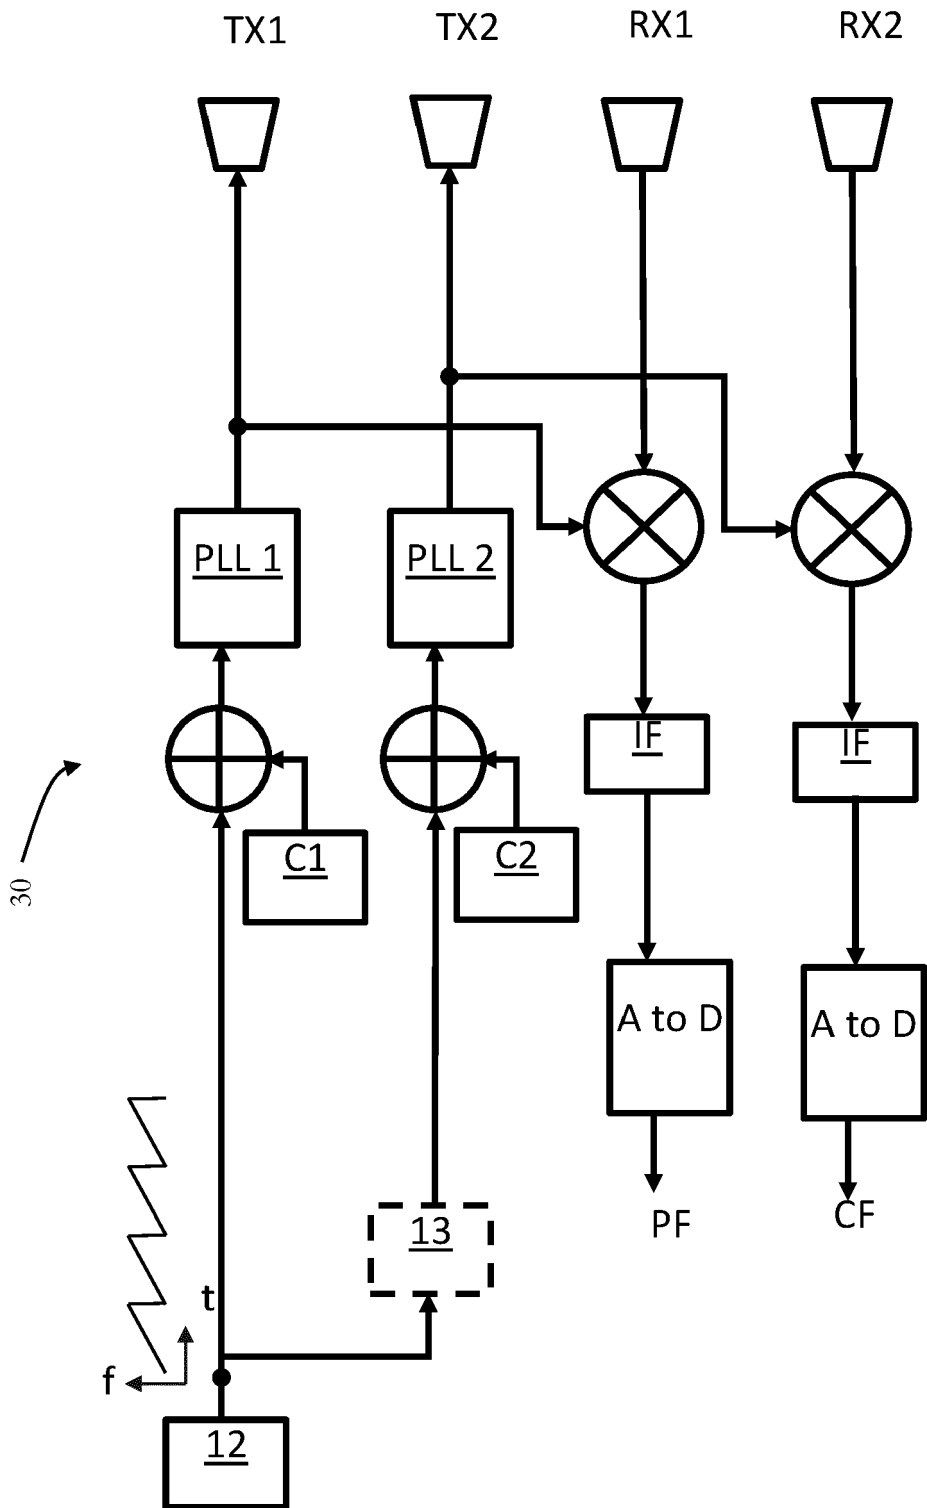 TX1 TX2 RX1 RX2
PLL 1 PLL 2
IF IF
C1 C2
30
A to D A to D
PF CF
13
t
f
12